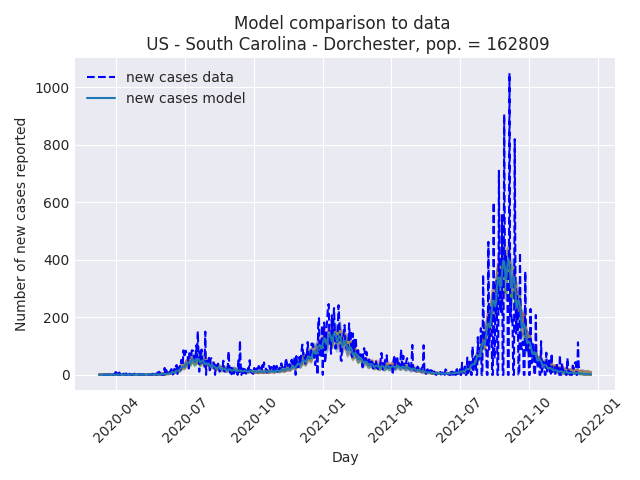 Model comparison to data
US - South Carolina - Dorchester, pop. = 162809
new cases data
new cases model
Number of new cases reported
1000
800
600
400
200
0
2020-04
2020-07
2020-10
2021-01
2021-04
2021-07
2021-10
2022-01
Day